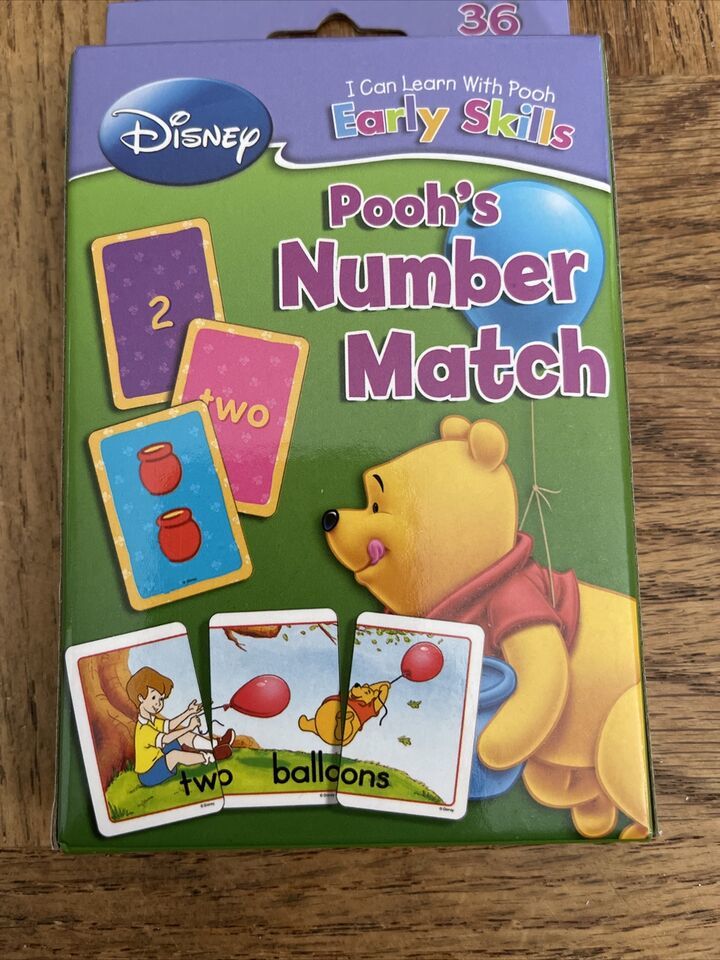 36
Disney
I Can Learn With Pooh
Early Skills
Pooh's
Number
Match
2
two
two balloons